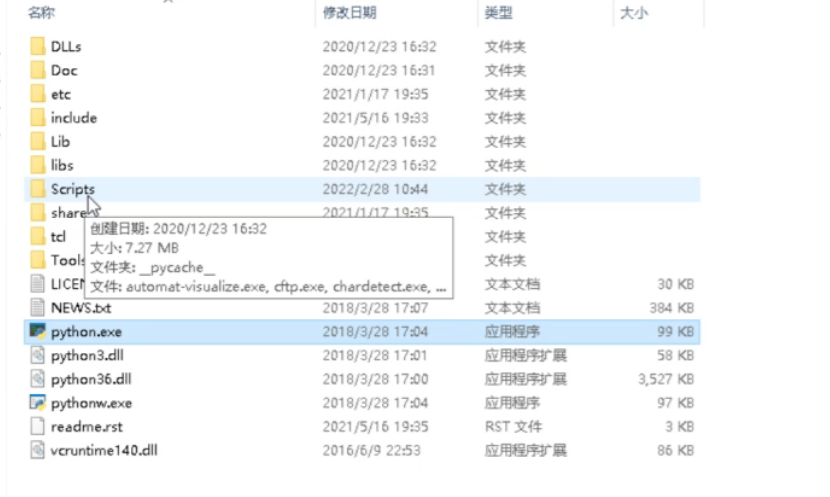 名称 修改日期 类型 大小
DLLs 2020/12/23 16:32 文件夹
Doc 2020/12/23 16:31 文件夹
etc 2021/1/17 19:35 文件夹
include 2021/5/16 19:33 文件夹
Lib 2020/12/23 16:32 文件夹
libs 2020/12/23 16:32 文件夹
Scripts 2022/2/28 10:44 文件夹
share 2021/1/17 19:35 文件夹
tcl 文件夹
Tools 文件夹
创建日期: 2020/12/23 16:32
大小: 7.27 MB
文件夹: __pycache__
文件: automat-visualize.exe, cftp.exe, chardetect.exe, ...
LICEN 文本文档 30 KB
NEWS.txt 2018/3/28 17:07 文本文档 384 KB
python.exe 2018/3/28 17:04 应用程序 99 KB
python3.dll 2018/3/28 17:01 应用程序扩展 58 KB
python36.dll 2018/3/28 17:00 应用程序扩展 3,527 KB
pythonw.exe 2018/3/28 17:04 应用程序 97 KB
readme.rst 2021/5/16 19:35 RST 文件 3 KB
vcruntime140.dll 2016/6/9 22:53 应用程序扩展 86 KB